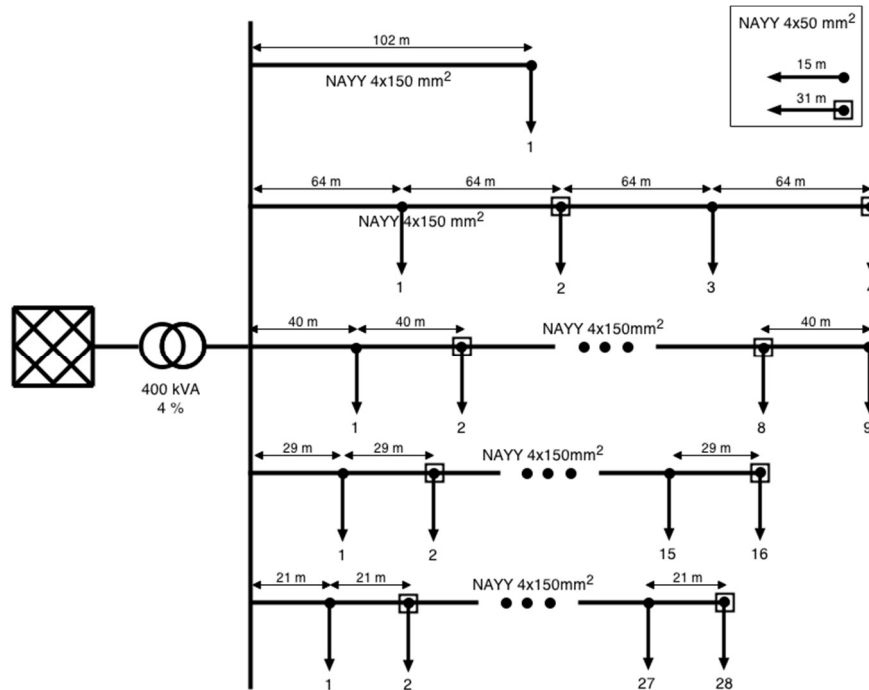 NAYY 4x50 mm²
15 m
31 m
102 m
NAYY 4x150 mm²
1
64 m 64 m 64 m 64 m
NAYY 4x150 mm²
1 2 3 4
40 m 40 m NAYY 4x150mm² 40 m
400 kVA
4 %
1 2 8 9
29 m 29 m NAYY 4x150mm² 29 m
1 2 15 16
21 m 21 m NAYY 4x150mm² 21 m
1 2 27 28